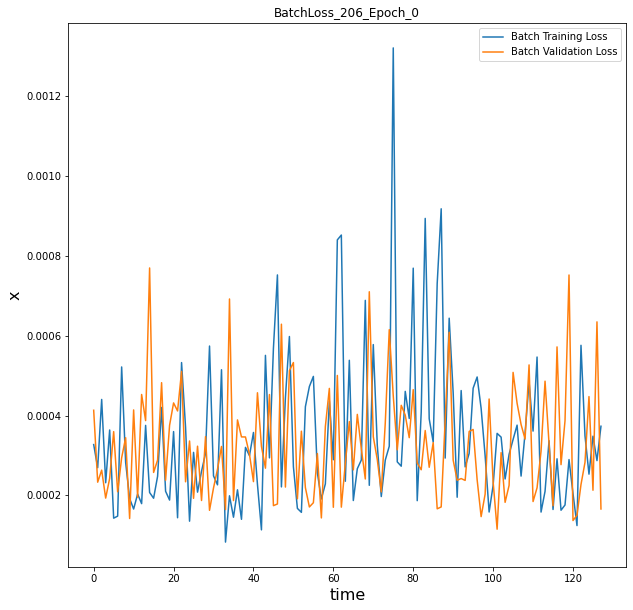 BatchLoss_206_Epoch_0
Batch Training Loss
Batch Validation Loss
0.0012
0.0010
0.0008
0.0006
0.0004
0.0002
x
0 20 40 60 80 100 120
time